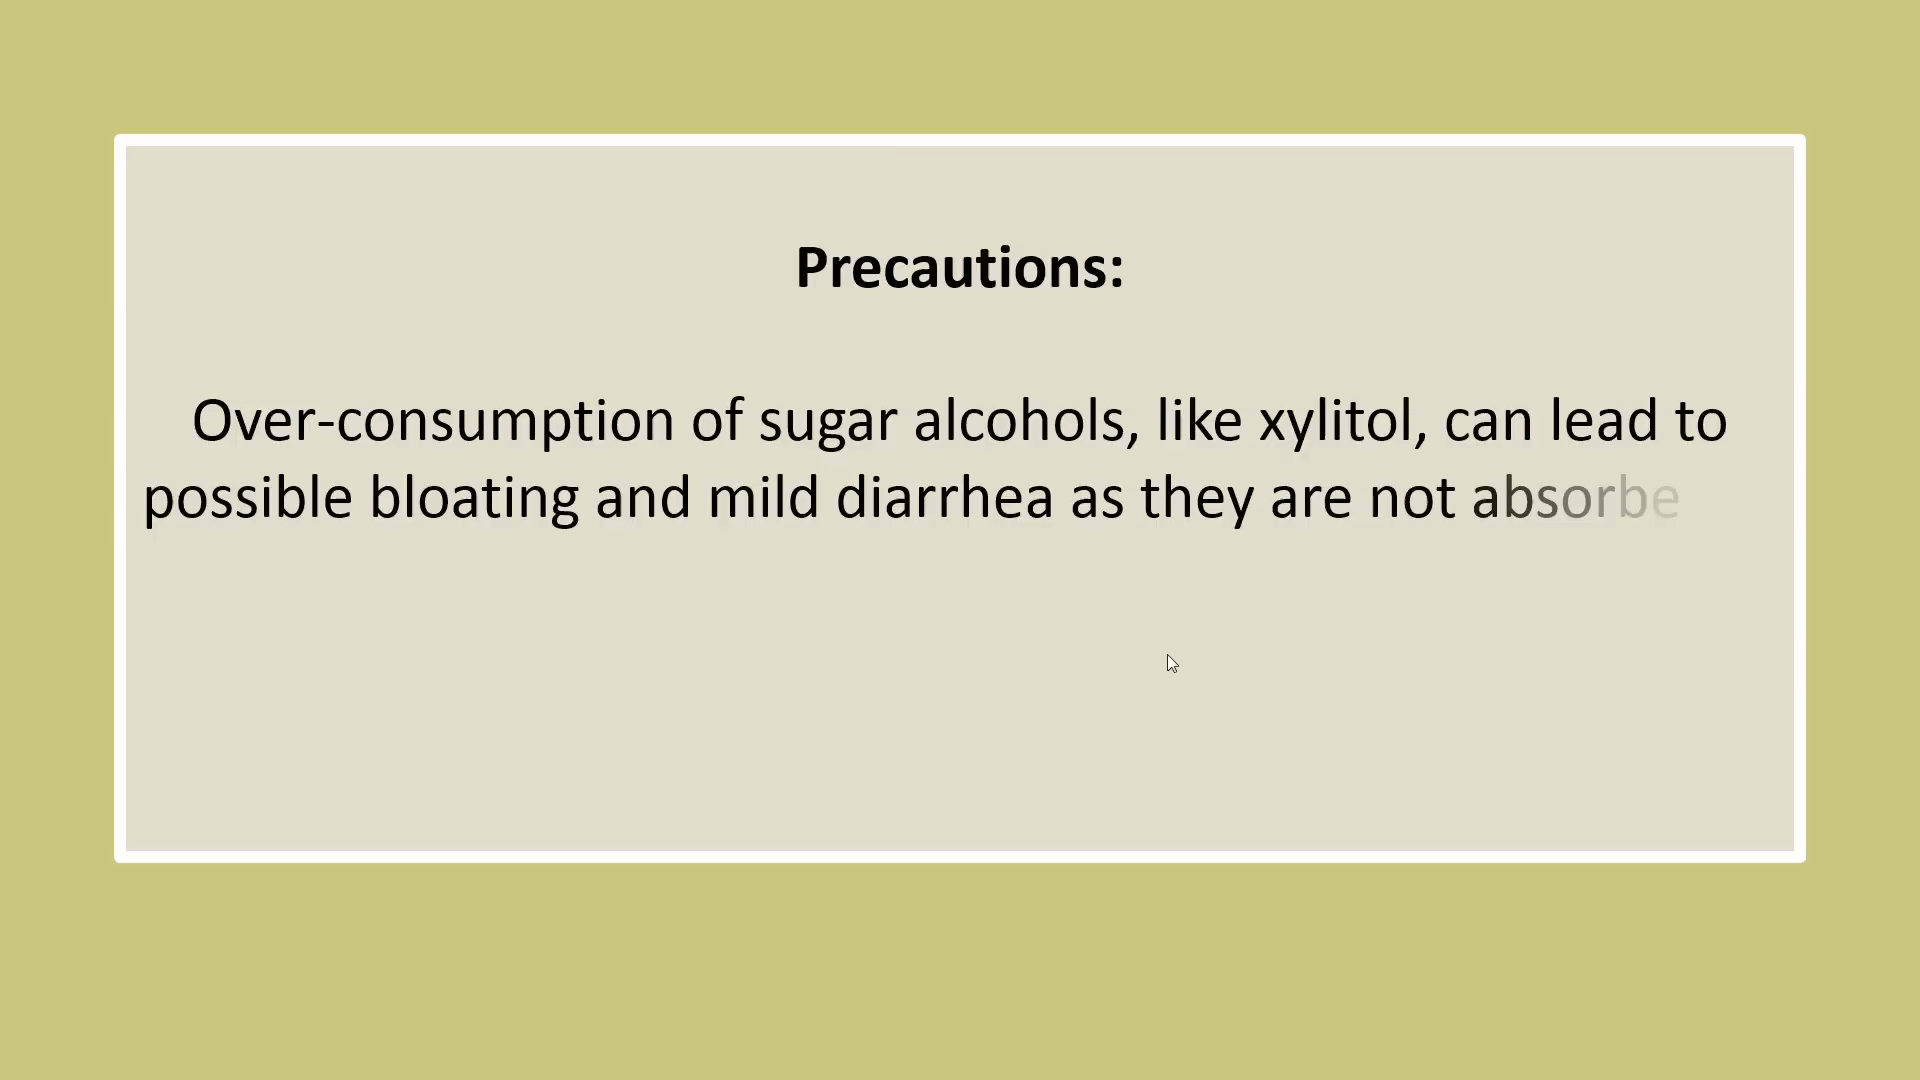 Precautions:
Over-consumption of sugar alcohols, like xylitol, can lead to
possible bloating and mild diarrhea as they are not absorbe